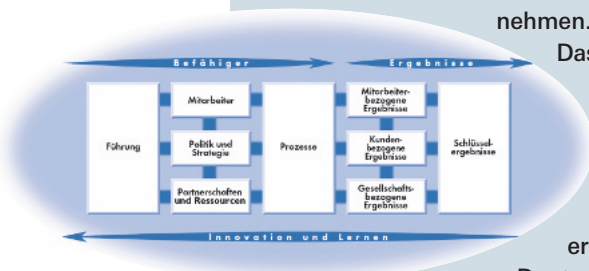 nehmen.
Das
Befähiger
Ergebnisse
Führung
Mitarbeiter
Politik und
Strategie
Partnerschaften
und Ressourcen
Prozesse
Mitarbeiter-
bezogene
Ergebnisse
Kunden-
bezogene
Ergebnisse
Gesellschafts-
bezogene
Ergebnisse
Schlüssel-
ergebnisse
Innovation und Lernen
er